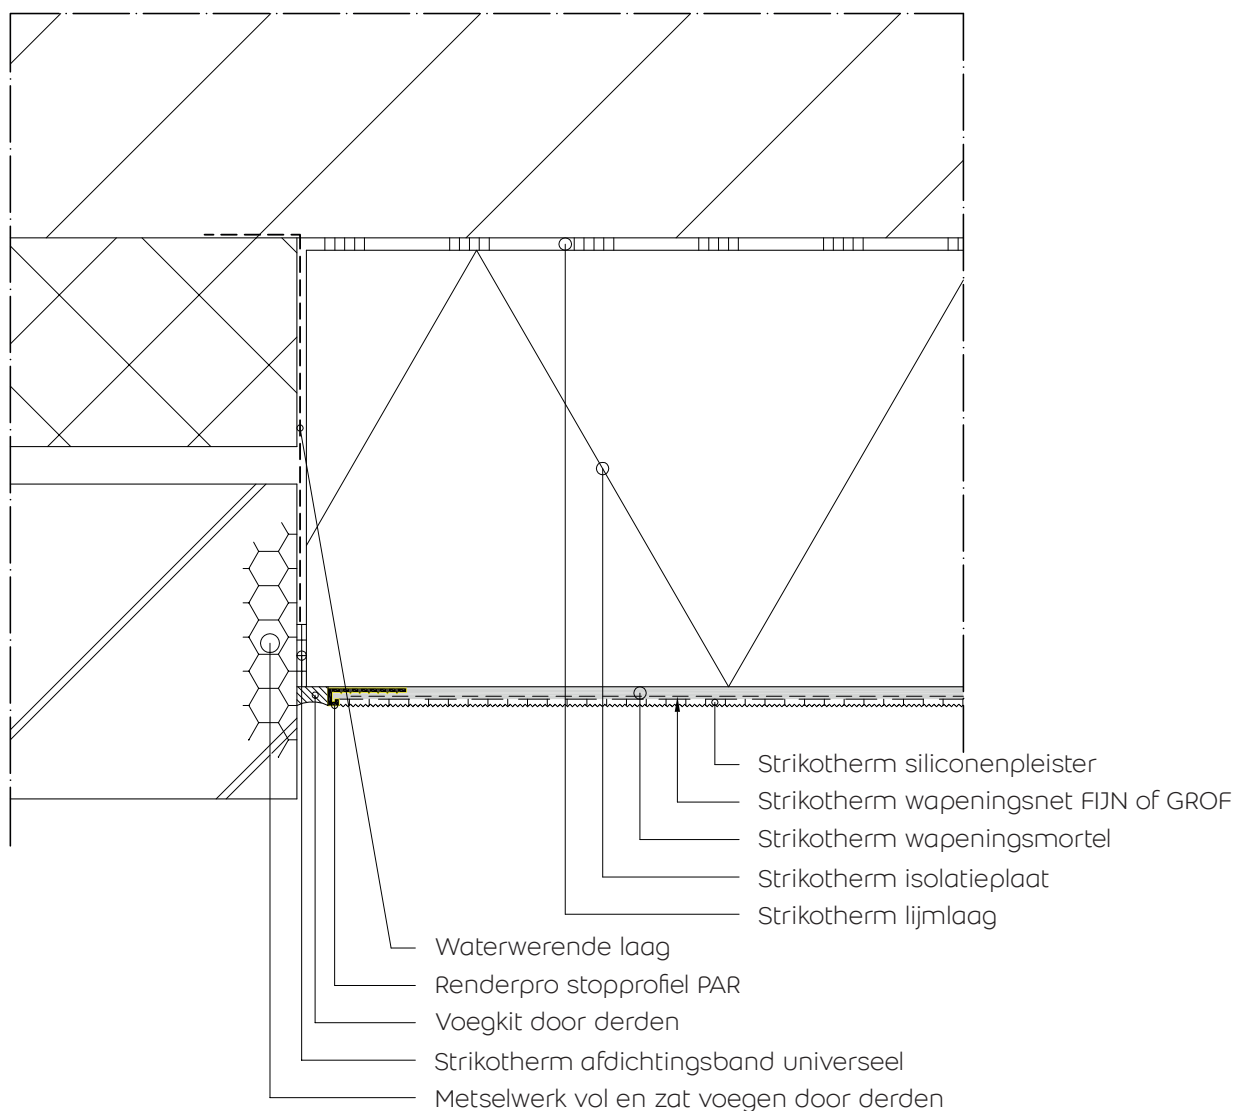 Strikotherm siliconenpleister
Strikotherm wapeningsnet FIJN of GROF
Strikotherm wapeningsmortel
Strikotherm isolatieplaat
Strikotherm lijmlaag
Waterwerende laag
Renderpro stopprofiel PAR
Voegkit door derden
Strikotherm afdichtingsband universeel
Metselwerk vol en zat voegen door derden